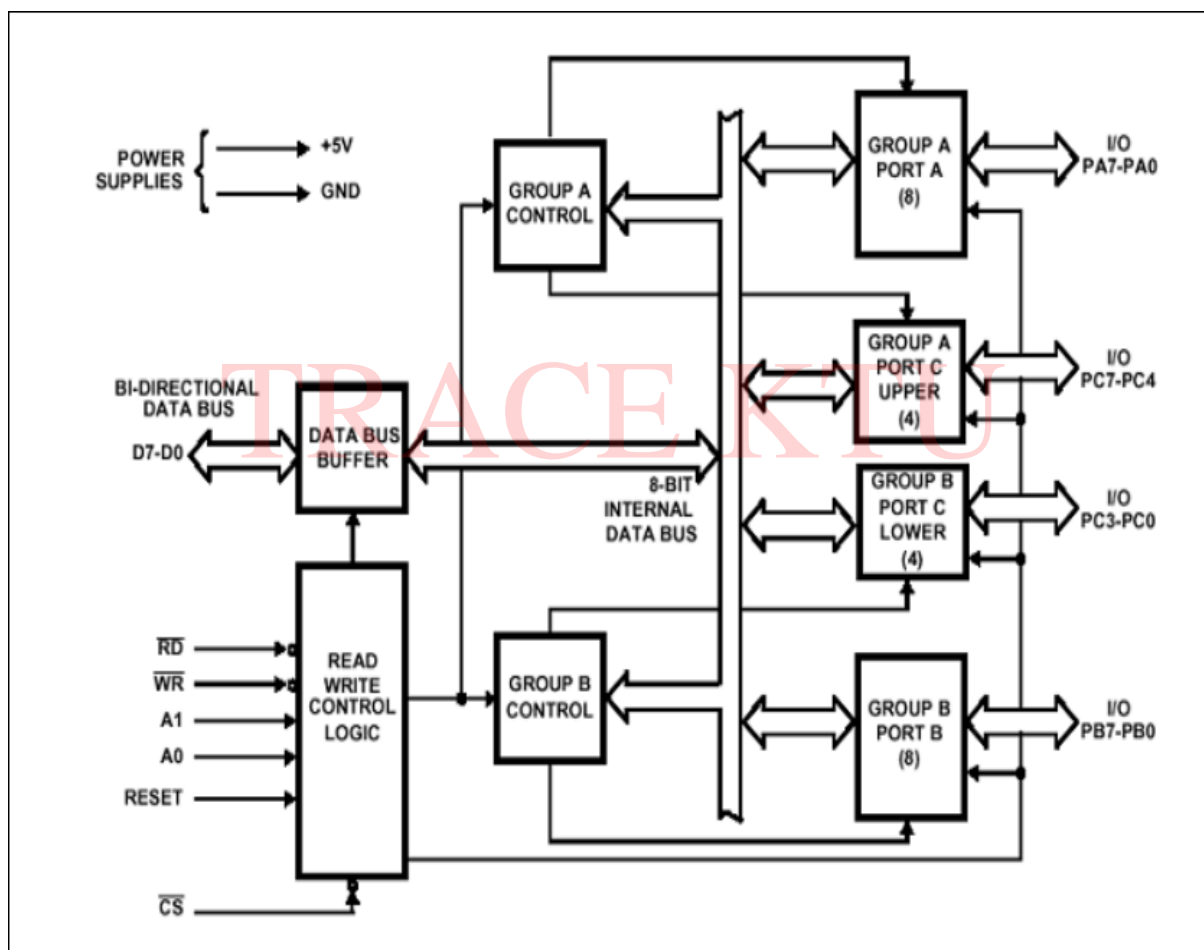 POWER
SUPPLIES
+5V
GND
GROUP A
CONTROL
GROUP A
PORT A
(8)
I/O
PA7-PA0
GROUP A
PORT C
UPPER
(4)
I/O
PC7-PC4
TRACE KTU
BI-DIRECTIONAL
DATA BUS
D7-D0
DATA BUS
BUFFER
8-BIT
INTERNAL
DATA BUS
GROUP B
PORT C
LOWER
(4)
I/O
PC3-PC0
RD
WR
A1
A0
RESET
CS
READ
WRITE
CONTROL
LOGIC
GROUP B
CONTROL
GROUP B
PORT B
(8)
I/O
PB7-PB0